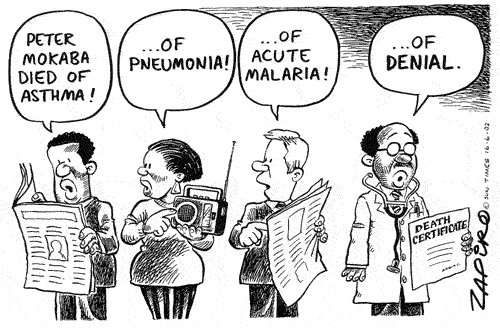 PETER
MOKABA
DIED OF
ASTHMA!
...OF
PNEUMONIA!
...OF
ACUTE
MALARIA!
...OF
DENIAL.
DEATH
CERTIFICATE
ZAPIRO
© SUN TIMES 16-6-02